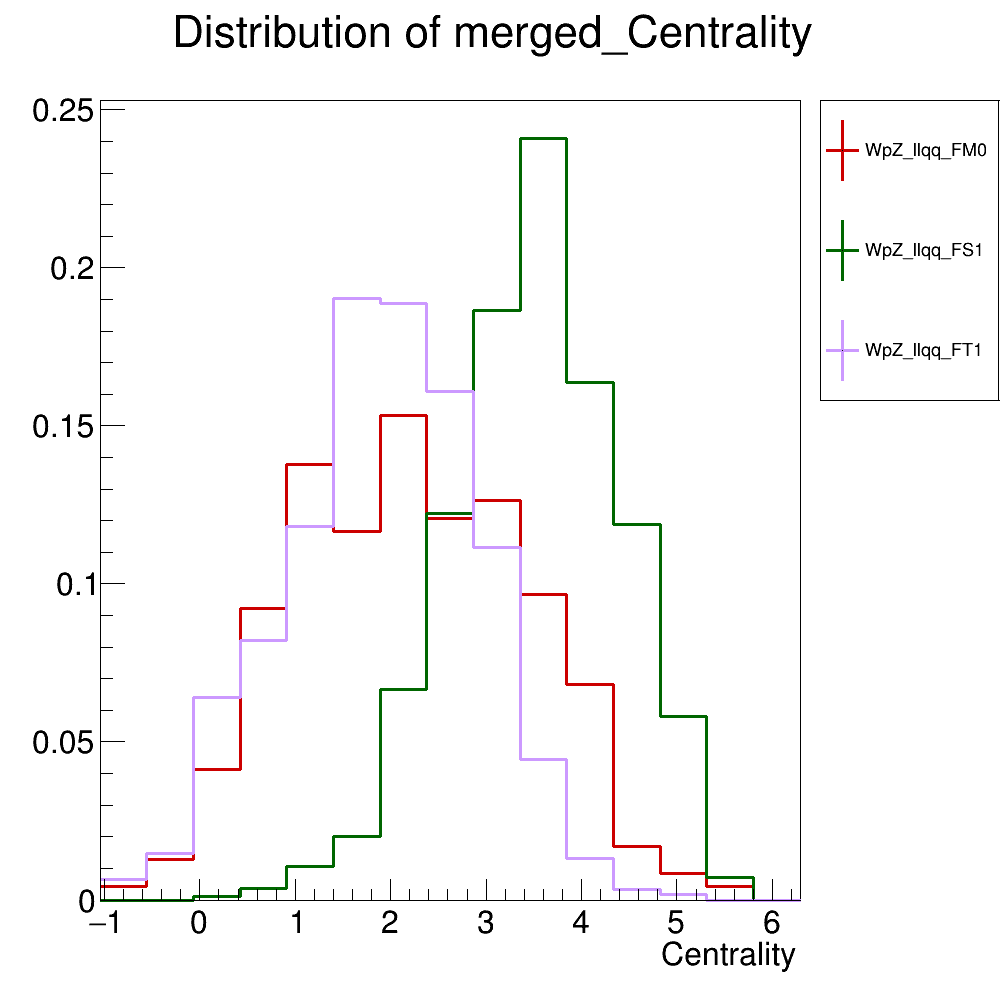 Distribution of merged_Centrality
0.25
0.2
0.15
0.1
0.05
0
−1 0 1 2 3 4 5 6
Centrality
WpZ_llqq_FM0
WpZ_llqq_FS1
WpZ_llqq_FT1